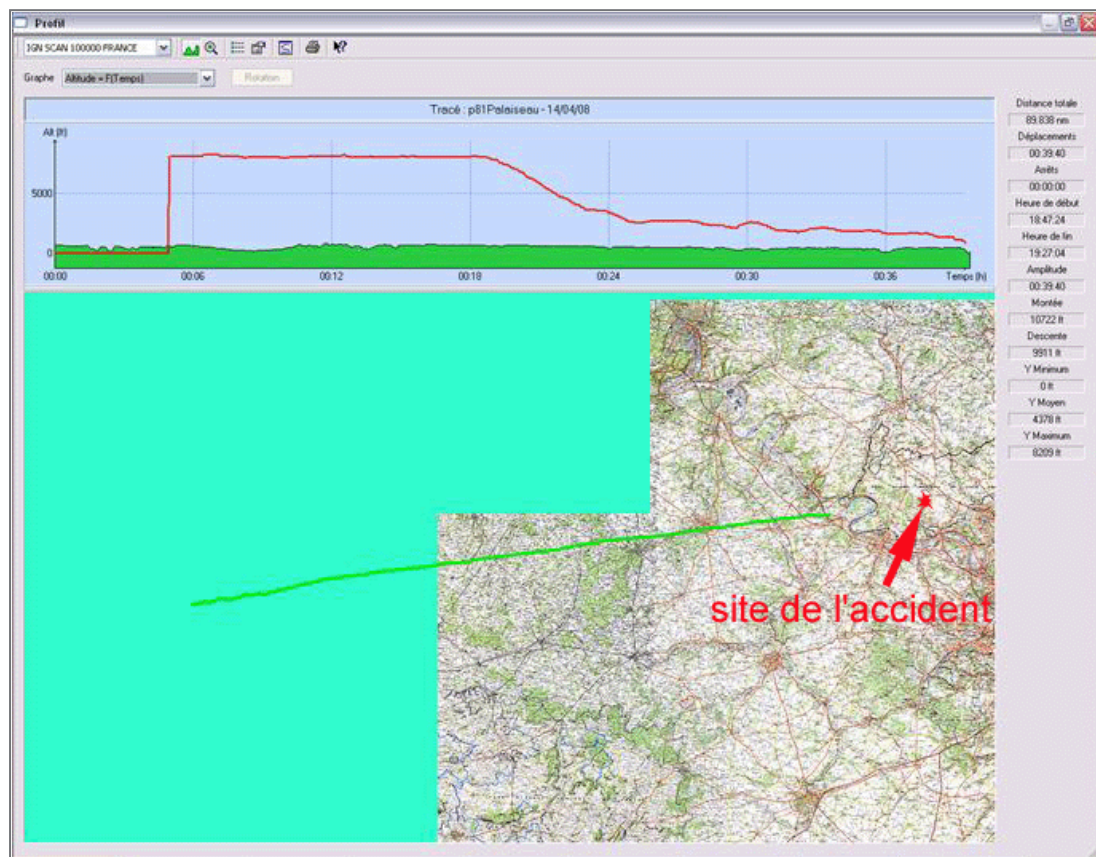 Profil
IGN SCAN 100000 FRANCE
Graphe Altitude = F(Temps) Rotation
Tracé : p81Palaiseau - 14/04/08
Alt (ft)
5000
0
00:00 00:06 00:12 00:18 00:24 00:30 00:36 Temps (h)
Distance totale
89.838 nm
Déplacements
00:39:40
Arrêts
00:00:00
Heure de début
18:47:24
Heure de fin
19:27:04
Amplitude
00:39:40
Montée
10722 ft
Descente
9911 ft
Y Minimum
0 ft
Y Moyen
4378 ft
Y Maximum
8209 ft
site de l'accident